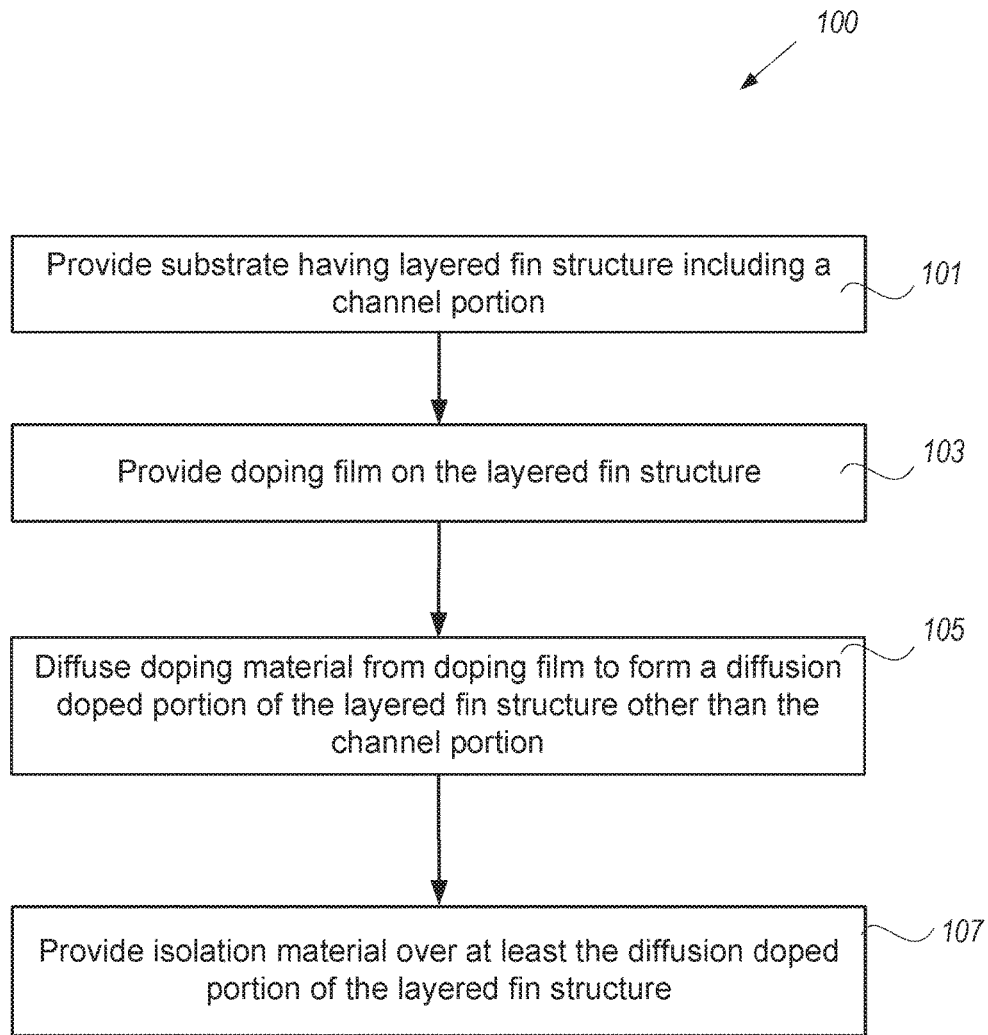 100
Provide substrate having layered fin structure including a
channel portion
101
Provide doping film on the layered fin structure
103
105
Diffuse doping material from doping film to form a diffusion
doped portion of the layered fin structure other than the
channel portion
Provide isolation material over at least the diffusion doped
portion of the layered fin structure
107